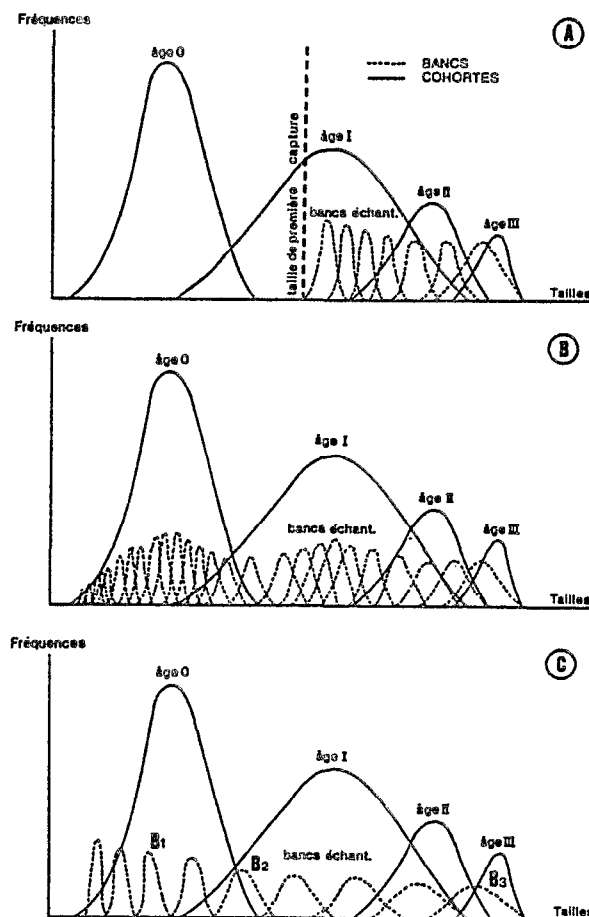 Fréquences
A
BANCS
COHORTES
âge 0
taille de première capture
âge I
bancs échant.
âge II
âge III
Tailles
Fréquences
B
âge 0
âge I
bancs échant.
âge II
âge III
Tailles
Fréquences
C
âge 0
âge I
âge II
âge III
B1
B2
bancs échant.
B3
Tailles